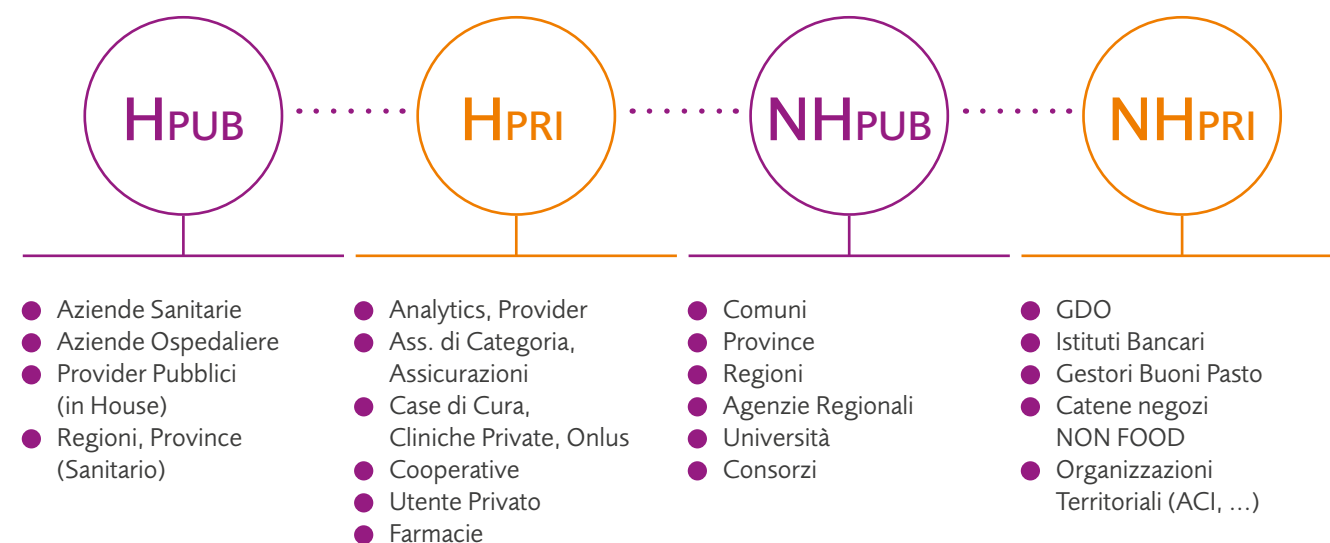 HPUB
HPRI
NHPUB
NHPRI
Aziende Sanitarie
Aziende Ospedaliere
Provider Pubblici
(in House)
Regioni, Province
(Sanitario)
Analytics, Provider
Ass. di Categoria,
Assicurazioni
Case di Cura,
Cliniche Private, Onlus
Cooperative
Utente Privato
Farmacie
Comuni
Province
Regioni
Agenzie Regionali
Università
Consorzi
GDO
Istituti Bancari
Gestori Buoni Pasto
Catene negozi
NON FOOD
Organizzazioni
Territoriali (ACI, ...)